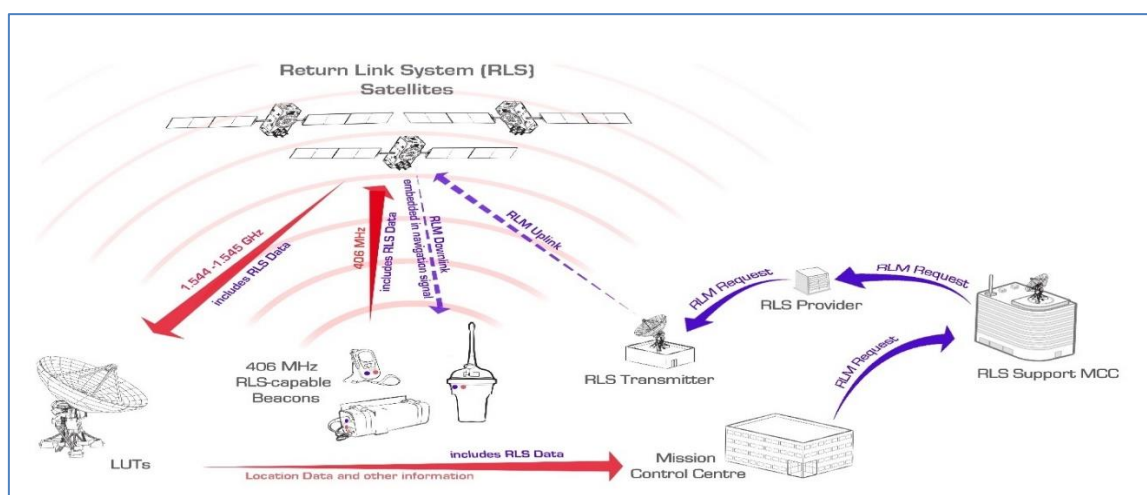 Return Link System (RLS)
Satellites
1.544 -1.545 GHz
includes RLS Data
406 MHz
includes RLS Data
RLM Downlink
embedded in navigation signal
RLM Uplink
RLM Request
RLS Provider
RLM Request
RLS Support MCC
RLM Request
RLS Transmitter
406 MHz
RLS-capable
Beacons
LUTs
includes RLS Data
Location Data and other information
Mission
Control Centre